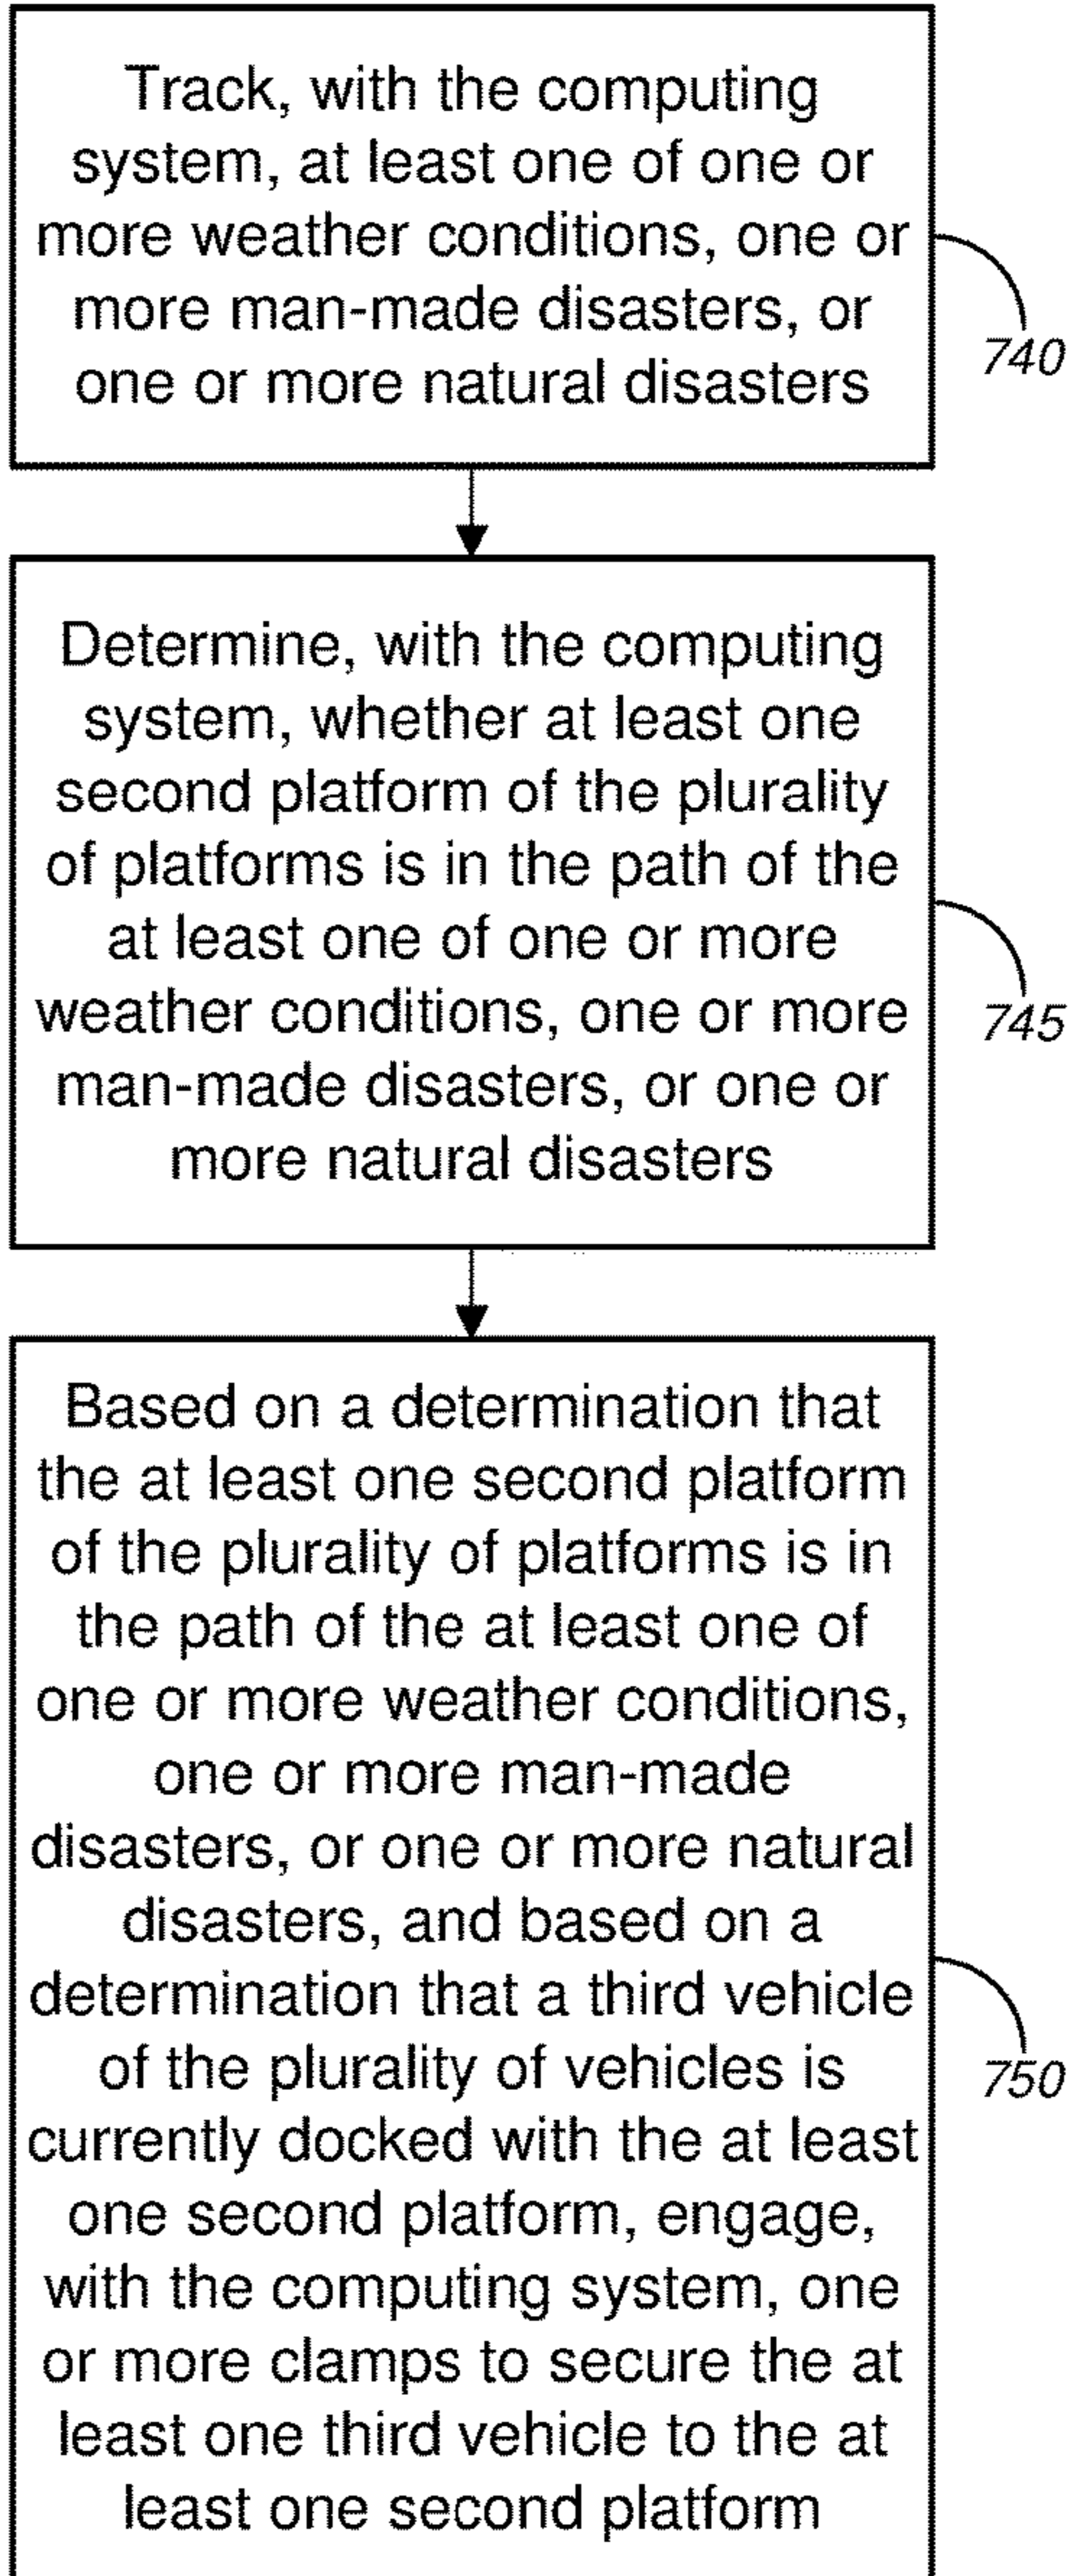 Track, with the computing
system, at least one of one or
more weather conditions, one or
more man-made disasters, or
one or more natural disasters
740
Determine, with the computing
system, whether at least one
second platform of the plurality
of platforms is in the path of the
at least one of one or more
weather conditions, one or more
man-made disasters, or one or
more natural disasters
745
Based on a determination that
the at least one second platform
of the plurality of platforms is in
the path of the at least one of
one or more weather conditions,
one or more man-made
disasters, or one or more natural
disasters, and based on a
determination that a third vehicle
of the plurality of vehicles is
currently docked with the at least
one second platform, engage,
with the computing system, one
or more clamps to secure the at
least one third vehicle to the at
least one second platform
750